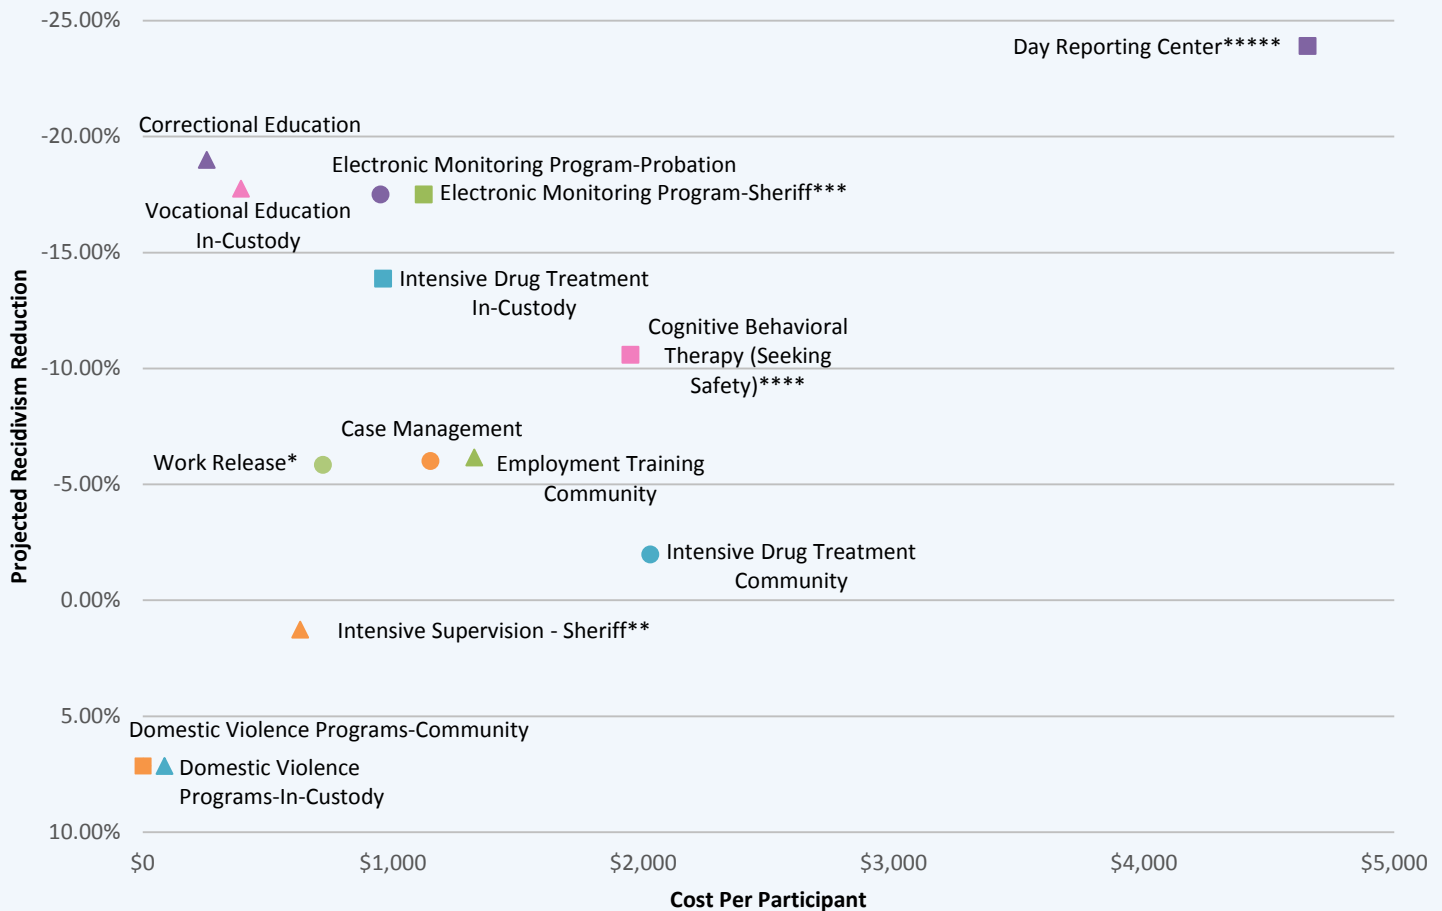 -25.00%
Day Reporting Center*****
-20.00%
Correctional Education
Electronic Monitoring Program-Probation
Electronic Monitoring Program-Sheriff***
Vocational Education
In-Custody
-15.00%
Intensive Drug Treatment
In-Custody
Cognitive Behavioral
Therapy (Seeking
Safety)****
-10.00%
Case Management
Work Release*
Employment Training
Community
-5.00%
Intensive Drug Treatment
Community
0.00%
Intensive Supervision - Sheriff**
5.00%
Domestic Violence Programs-Community
Domestic Violence
Programs-In-Custody
10.00%
Projected Recidivism Reduction
$0
$1,000
$2,000
$3,000
$4,000
$5,000
Cost Per Participant